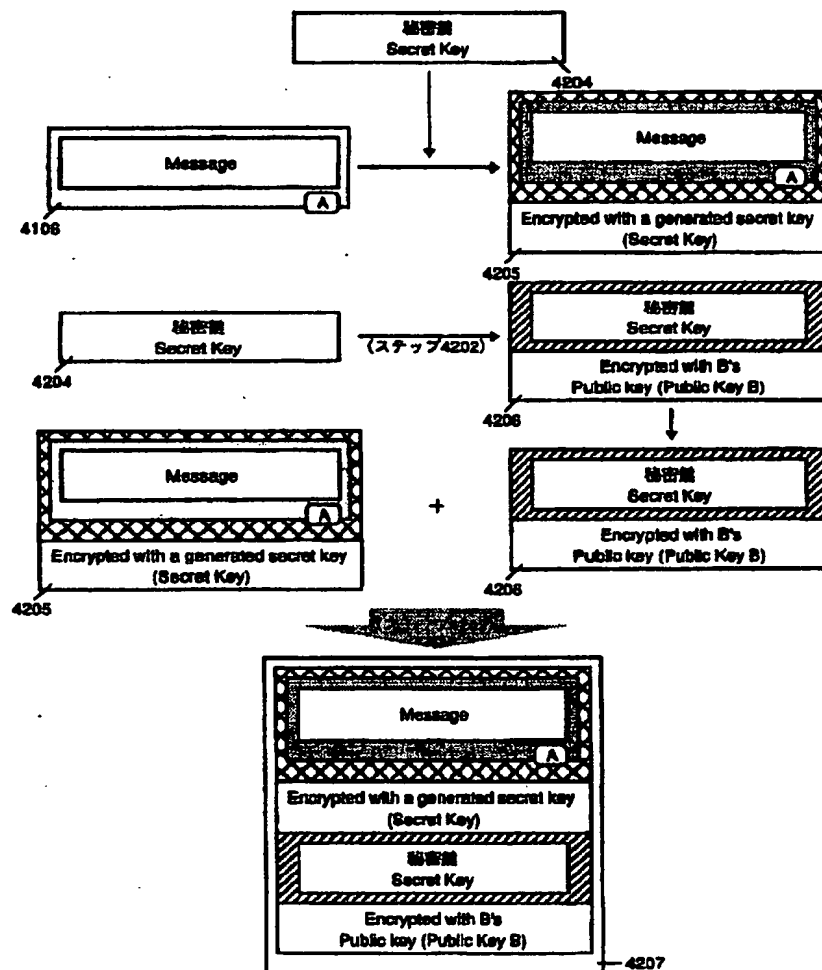 秘密鍵
Secret Key
4204
Message
A
4106
Message
A
Encrypted with a generated secret key
(Secret Key)
4205
秘密鍵
Secret Key
4204
(ステップ4202)
秘密鍵
Secret Key
Encrypted with B's
Public key (Public Key B)
4206
Message
A
Encrypted with a generated secret key
(Secret Key)
4205
+
秘密鍵
Secret Key
Encrypted with B's
Public key (Public Key B)
4206
Message
A
Encrypted with a generated secret key
(Secret Key)
秘密鍵
Secret Key
Encrypted with B's
Public key (Public Key B)
4207